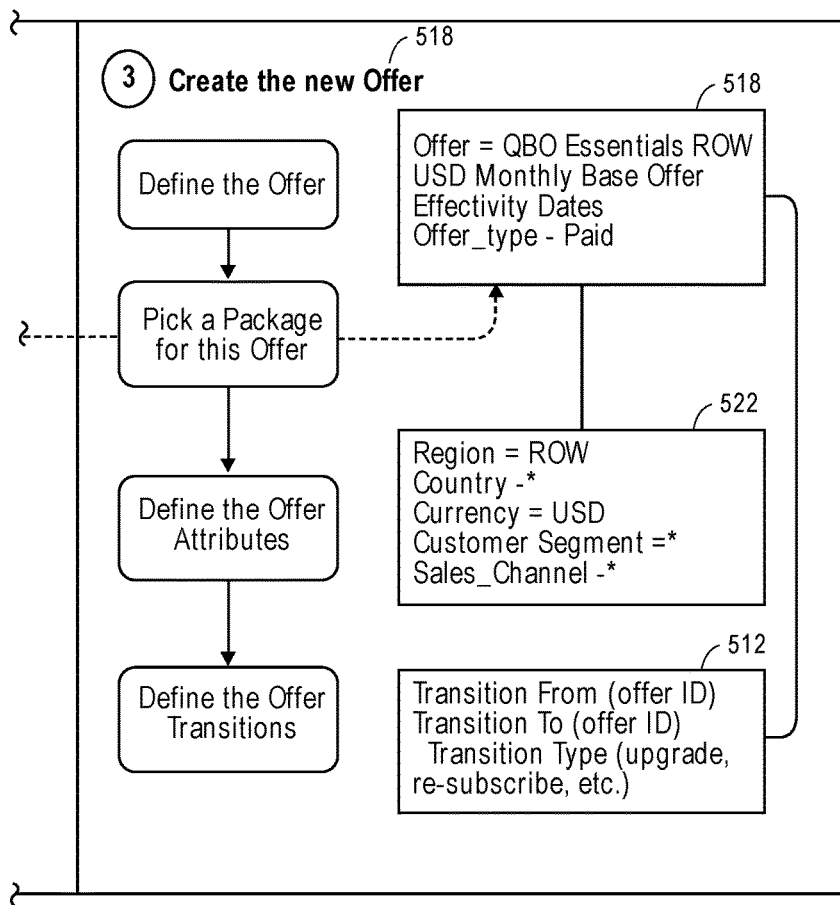 518
3 Create the new Offer
Define the Offer
Pick a Package
for this Offer
Define the Offer
Attributes
Define the Offer
Transitions
518
Offer = QBO Essentials ROW
USD Monthly Base Offer
Effectivity Dates
Offer_type - Paid
522
Region = ROW
Country -*
Currency = USD
Customer Segment =*
Sales_Channel -*
512
Transition From (offer ID)
Transition To (offer ID)
Transition Type (upgrade,
re-subscribe, etc.)